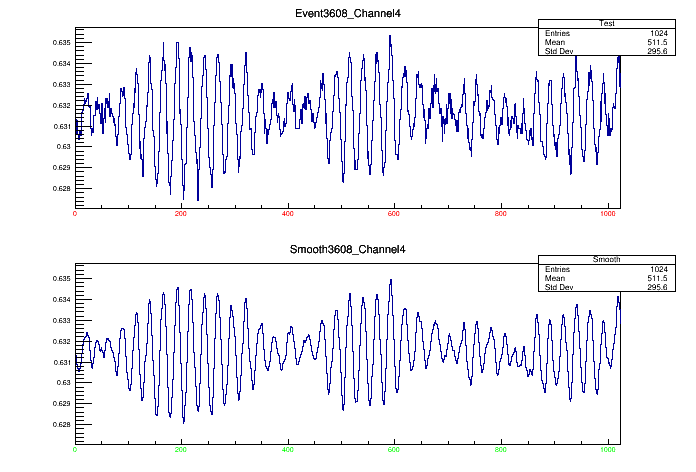 Event3608_Channel4
Test
Entries 1024
Mean 511.5
Std Dev 295.6
0.635
0.634
0.633
0.632
0.631
0.63
0.629
0.628
0 200 400 600 800 1000
Smooth3608_Channel4
Smooth
Entries 1024
Mean 511.5
Std Dev 295.6
0.635
0.634
0.633
0.632
0.631
0.63
0.629
0.628
0 200 400 600 800 1000